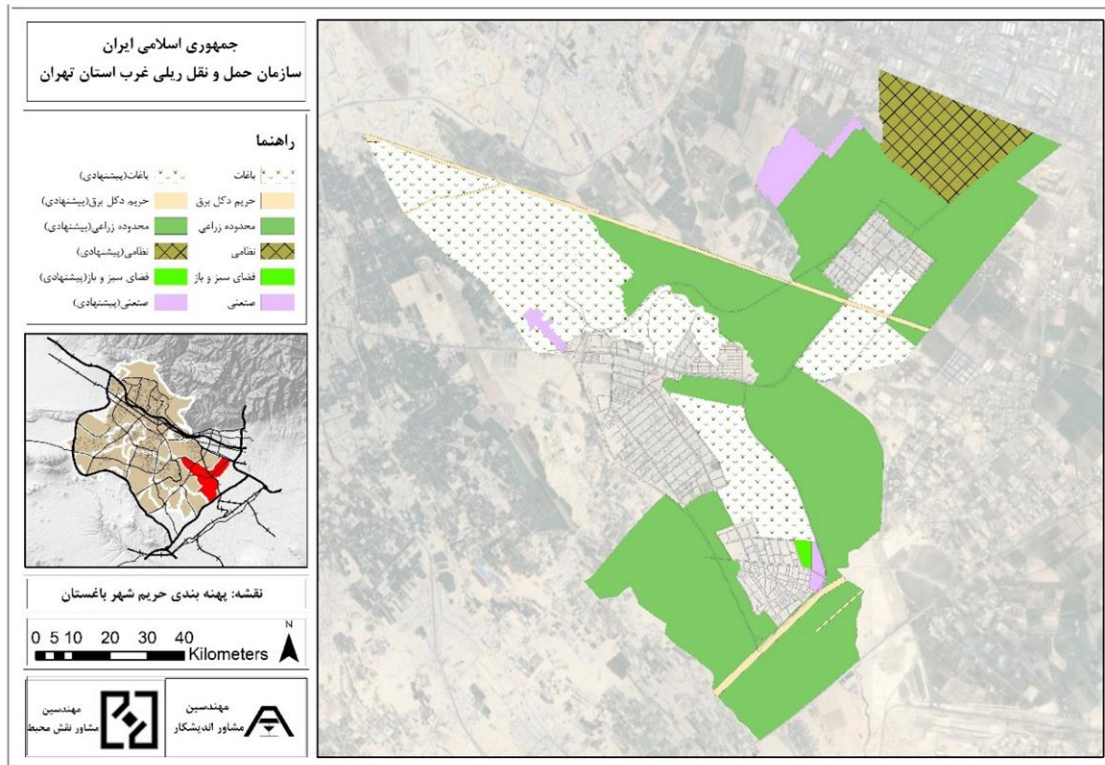 جمهوری اسلامی ایران
سازمان حمل و نقل ریلی غرب استان تهران
راهنما
باغات
باغات(پیشنهادی)
حریم دکل برق
حریم دکل برق(پیشنهادی)
محدوده زراعی
محدوده زراعی(پیشنهادی)
نظامی
نظامی(پیشنهادی)
فضای سبز و باز
فضای سبز و باز(پیشنهادی)
صنعتی
صنعتی(پیشنهادی)
نقشه: پهنه بندی حریم شهر باغستان
N
0 5 10 20 30 40
Kilometers
مهندسین
مشاور اندیشکار
مهندسین
مشاور نقش محیط